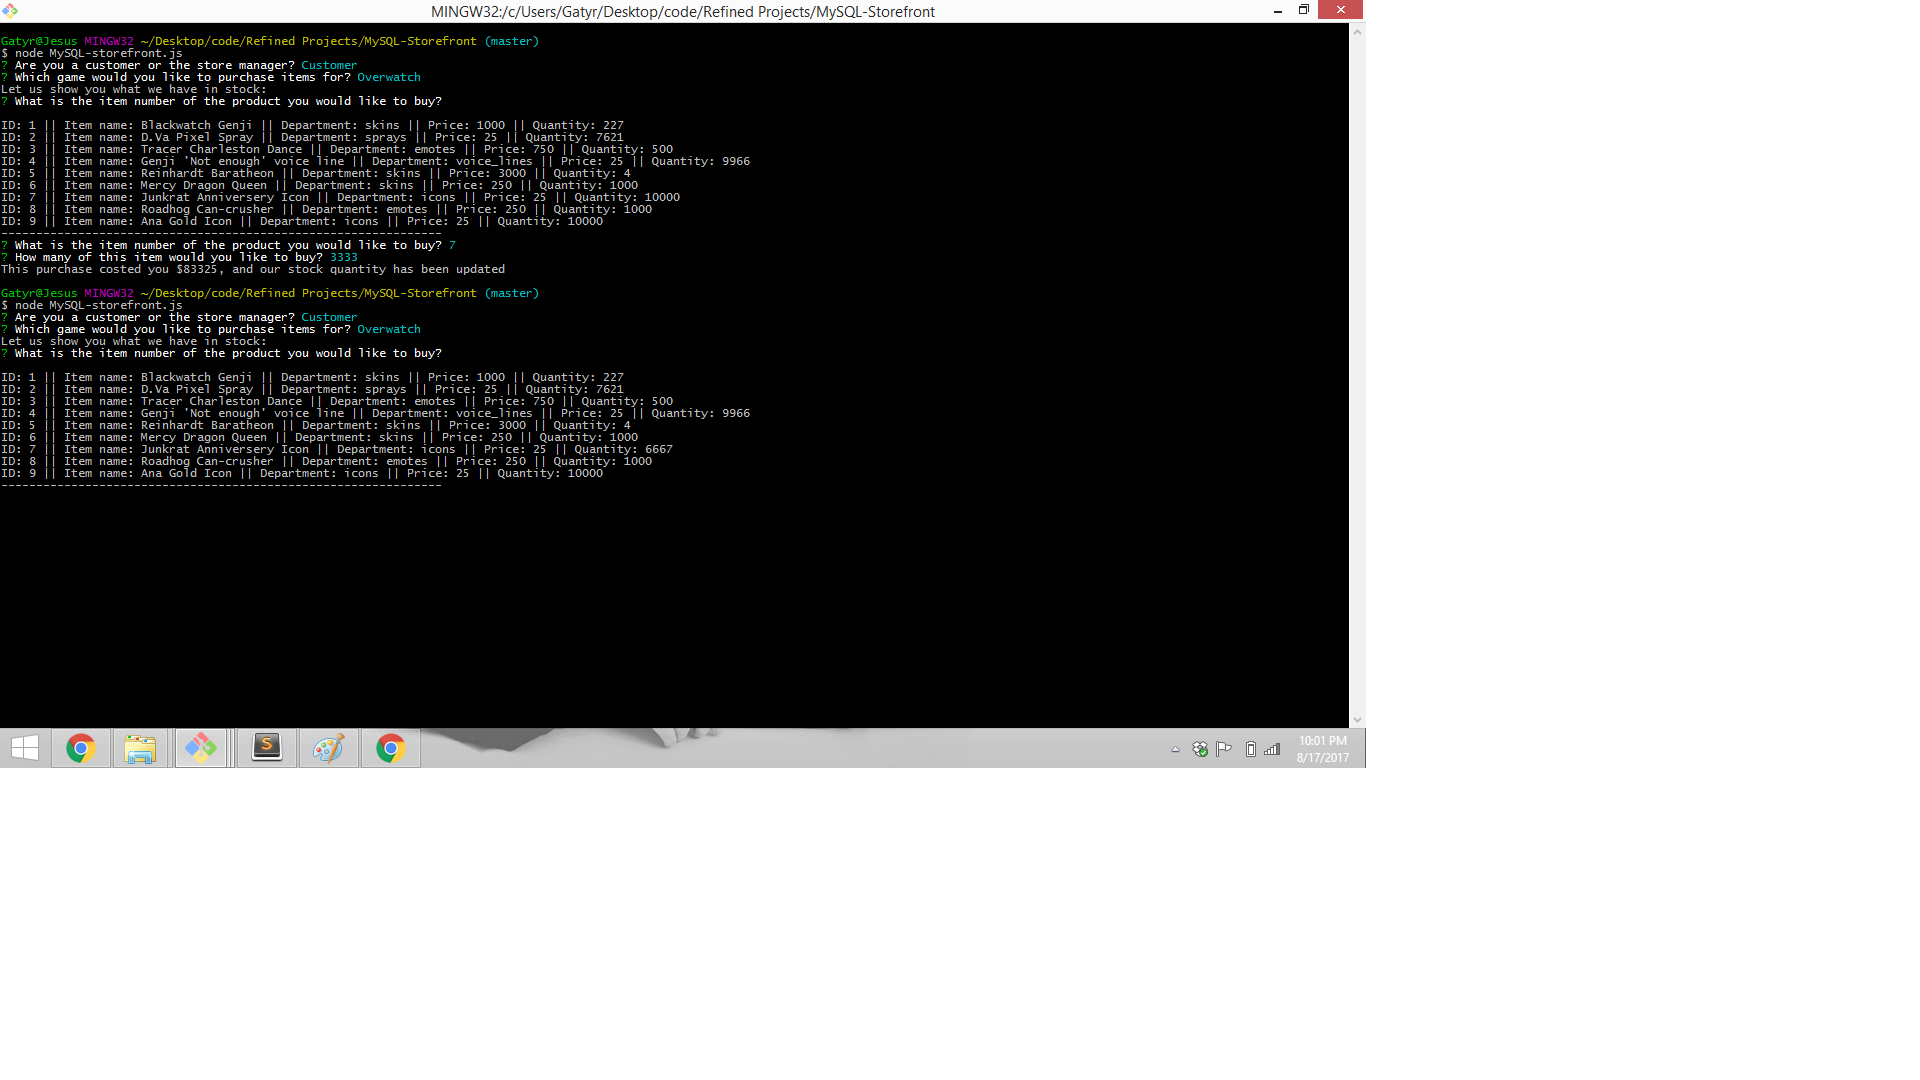 MINGW32:/c/Users/Gatyr/Desktop/code/Refined Projects/MySQL-Storefront
Gatyr@Jesus MINGW32 ~/Desktop/code/Refined Projects/MySQL-Storefront (master)
$ node MySQL-storefront.js
? Are you a customer or the store manager? Customer
? Which game would you like to purchase items for? Overwatch
Let us show you what we have in stock:
? What is the item number of the product you would like to buy?
ID: 1 || Item name: Blackwatch Genji || Department: skins || Price: 1000 || Quantity: 227
ID: 2 || Item name: D.Va Pixel Spray || Department: sprays || Price: 25 || Quantity: 7621
ID: 3 || Item name: Tracer Charleston Dance || Department: emotes || Price: 750 || Quantity: 500
ID: 4 || Item name: Genji 'Not enough' voice line || Department: voice_lines || Price: 25 || Quantity: 9966
ID: 5 || Item name: Reinhardt Baratheon || Department: skins || Price: 3000 || Quantity: 4
ID: 6 || Item name: Mercy Dragon Queen || Department: skins || Price: 250 || Quantity: 1000
ID: 7 || Item name: Junkrat Anniversery Icon || Department: icons || Price: 25 || Quantity: 10000
ID: 8 || Item name: Roadhog Can-crusher || Department: emotes || Price: 250 || Quantity: 1000
ID: 9 || Item name: Ana Gold Icon || Department: icons || Price: 25 || Quantity: 10000
---------------------------------------------------------------
? What is the item number of the product you would like to buy? 7
? How many of this item would you like to buy? 3333
This purchase costed you $83325, and our stock quantity has been updated
Gatyr@Jesus MINGW32 ~/Desktop/code/Refined Projects/MySQL-Storefront (master)
$ node MySQL-storefront.js
? Are you a customer or the store manager? Customer
? Which game would you like to purchase items for? Overwatch
Let us show you what we have in stock:
? What is the item number of the product you would like to buy?
ID: 1 || Item name: Blackwatch Genji || Department: skins || Price: 1000 || Quantity: 227
ID: 2 || Item name: D.Va Pixel Spray || Department: sprays || Price: 25 || Quantity: 7621
ID: 3 || Item name: Tracer Charleston Dance || Department: emotes || Price: 750 || Quantity: 500
ID: 4 || Item name: Genji 'Not enough' voice line || Department: voice_lines || Price: 25 || Quantity: 9966
ID: 5 || Item name: Reinhardt Baratheon || Department: skins || Price: 3000 || Quantity: 4
ID: 6 || Item name: Mercy Dragon Queen || Department: skins || Price: 250 || Quantity: 1000
ID: 7 || Item name: Junkrat Anniversery Icon || Department: icons || Price: 25 || Quantity: 6667
ID: 8 || Item name: Roadhog Can-crusher || Department: emotes || Price: 250 || Quantity: 1000
ID: 9 || Item name: Ana Gold Icon || Department: icons || Price: 25 || Quantity: 10000
---------------------------------------------------------------
10:01 PM
8/17/2017